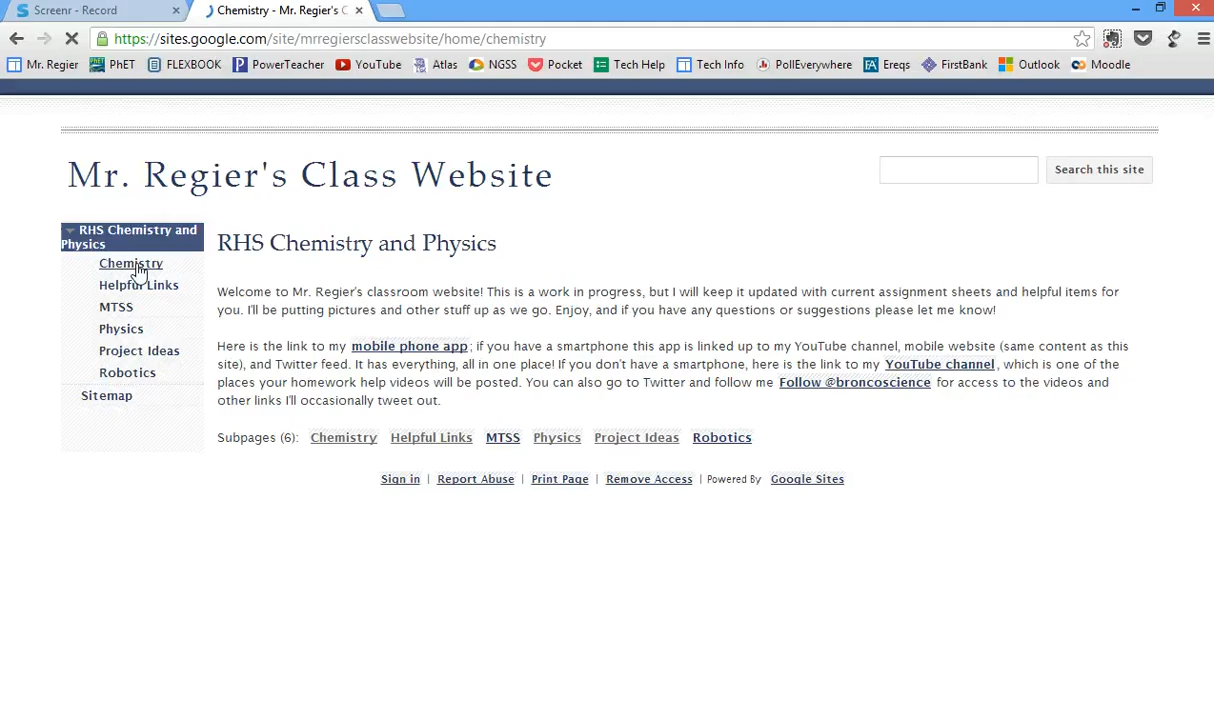 Screenr - Record
Chemistry - Mr. Regier's C
https://sites.google.com/site/mrregiersclasswebsite/home/chemistry
Mr. Regier PhET FLEXBOOK PowerTeacher YouTube Atlas NGSS Pocket Tech Help Tech Info PollEverywhere FA Ereqs FirstBank Outlook Moodle
Mr. Regier's Class Website
Search this site
RHS Chemistry and
Physics
Chemistry
Helpful Links
MTSS
Physics
Project Ideas
Robotics
Sitemap
RHS Chemistry and Physics
Welcome to Mr. Regier's classroom website! This is a work in progress, but I will keep it updated with current assignment sheets and helpful items for
you. I'll be putting pictures and other stuff up as we go. Enjoy, and if you have any questions or suggestions please let me know!
Here is the link to my mobile phone app; if you have a smartphone this app is linked up to my YouTube channel, mobile website (same content as this
site), and Twitter feed. It has everything, all in one place! If you don't have a smartphone, here is the link to my YouTube channel, which is one of the
places your homework help videos will be posted. You can also go to Twitter and follow me Follow @broncoscience for access to the videos and
other links I'll occasionally tweet out.
Subpages (6): Chemistry Helpful Links MTSS Physics Project Ideas Robotics
Sign in | Report Abuse | Print Page | Remove Access | Powered By Google Sites